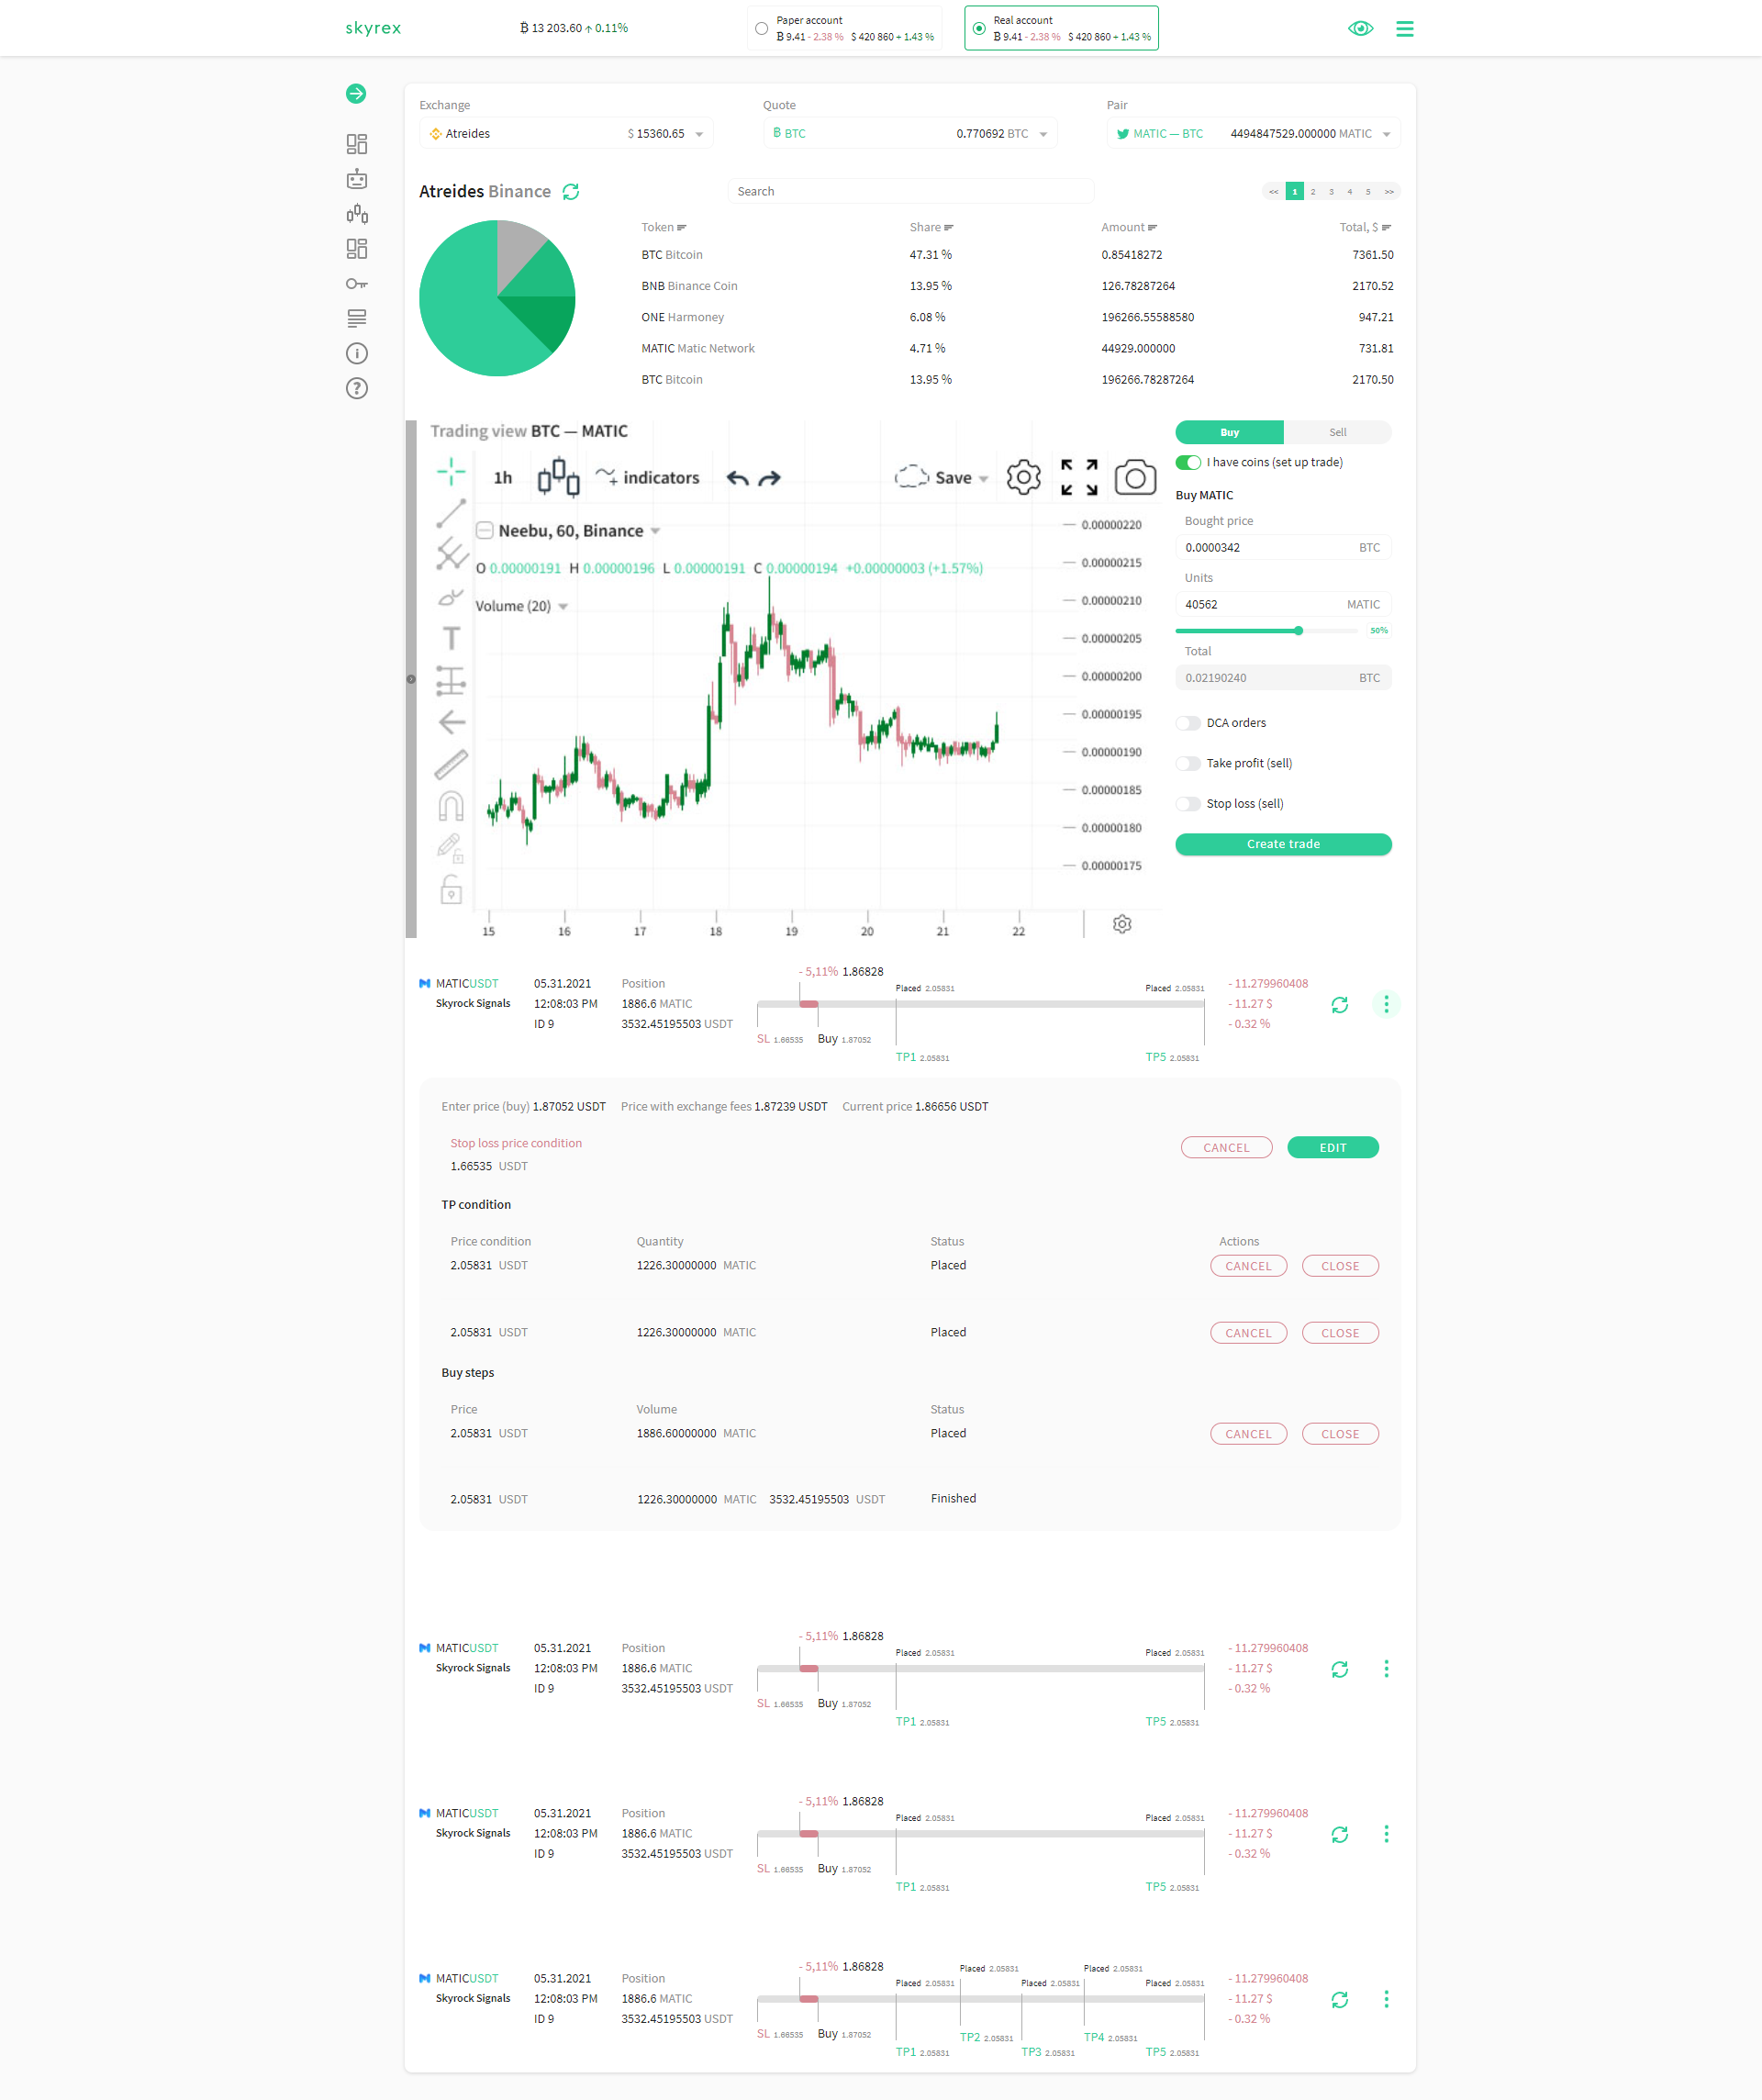 skyrex
₿ 13 203.60 ↑ 0.11%
Paper account
₿ 9.41 - 2.38 % $ 420 860 + 1.43 %
Real account
₿ 9.41 - 2.38 % $ 420 860 + 1.43 %
Exchange Quote Pair
Atreides $ 15360.65 ₿ BTC 0.770692 BTC MATIC — BTC 4494847529.000000 MATIC
Atreides Binance
Search
<< 1 2 3 4 5 >>
Token Share Amount Total, $
BTC Bitcoin 47.31 % 0.85418272 7361.50
BNB Binance Coin 13.95 % 126.78287264 2170.52
ONE Harmoney 6.08 % 196266.55588580 947.21
MATIC Matic Network 4.71 % 44929.000000 731.81
BTC Bitcoin 13.95 % 196266.78287264 2170.50
Trading view BTC — MATIC
1h indicators Save
Neebu, 60, Binance
O 0.00000191 H 0.00000196 L 0.00000191 C 0.00000194 +0.00000003 (+1.57%)
Volume (20)
T
0.00000220
0.00000215
0.00000210
0.00000205
0.00000200
0.00000195
0.00000190
0.00000185
0.00000180
0.00000175
15 16 17 18 19 20 21 22
Buy Sell
I have coins (set up trade)
Buy MATIC
Bought price
0.0000342 BTC
Units
40562 MATIC
50%
Total
0.02190240 BTC
DCA orders
Take profit (sell)
Stop loss (sell)
Create trade
- 5,11% 1.86828
MATICUSDT 05.31.2021 Position Placed 2.05831 Placed 2.05831 - 11.279960408
Skyrock Signals 12:08:03 PM 1886.6 MATIC - 11.27 $
ID 9 3532.45195503 USDT - 0.32 %
SL 1.66535 Buy 1.87052
TP1 2.05831 TP5 2.05831
Enter price (buy) 1.87052 USDT Price with exchange fees 1.87239 USDT Current price 1.86656 USDT
Stop loss price condition CANCEL EDIT
1.66535 USDT
TP condition
Price condition Quantity Status Actions
2.05831 USDT 1226.30000000 MATIC Placed CANCEL CLOSE
2.05831 USDT 1226.30000000 MATIC Placed CANCEL CLOSE
Buy steps
Price Volume Status
2.05831 USDT 1886.60000000 MATIC Placed CANCEL CLOSE
2.05831 USDT 1226.30000000 MATIC 3532.45195503 USDT Finished
- 5,11% 1.86828
MATICUSDT 05.31.2021 Position Placed 2.05831 Placed 2.05831 - 11.279960408
Skyrock Signals 12:08:03 PM 1886.6 MATIC - 11.27 $
ID 9 3532.45195503 USDT - 0.32 %
SL 1.66535 Buy 1.87052
TP1 2.05831 TP5 2.05831
- 5,11% 1.86828
MATICUSDT 05.31.2021 Position Placed 2.05831 Placed 2.05831 - 11.279960408
Skyrock Signals 12:08:03 PM 1886.6 MATIC - 11.27 $
ID 9 3532.45195503 USDT - 0.32 %
SL 1.66535 Buy 1.87052
TP1 2.05831 TP5 2.05831
- 5,11% 1.86828 Placed 2.05831 Placed 2.05831
MATICUSDT 05.31.2021 Position Placed 2.05831 Placed 2.05831 Placed 2.05831 - 11.279960408
Skyrock Signals 12:08:03 PM 1886.6 MATIC - 11.27 $
ID 9 3532.45195503 USDT - 0.32 %
SL 1.66535 Buy 1.87052 TP2 2.05831 TP4 2.05831
TP1 2.05831 TP3 2.05831 TP5 2.05831